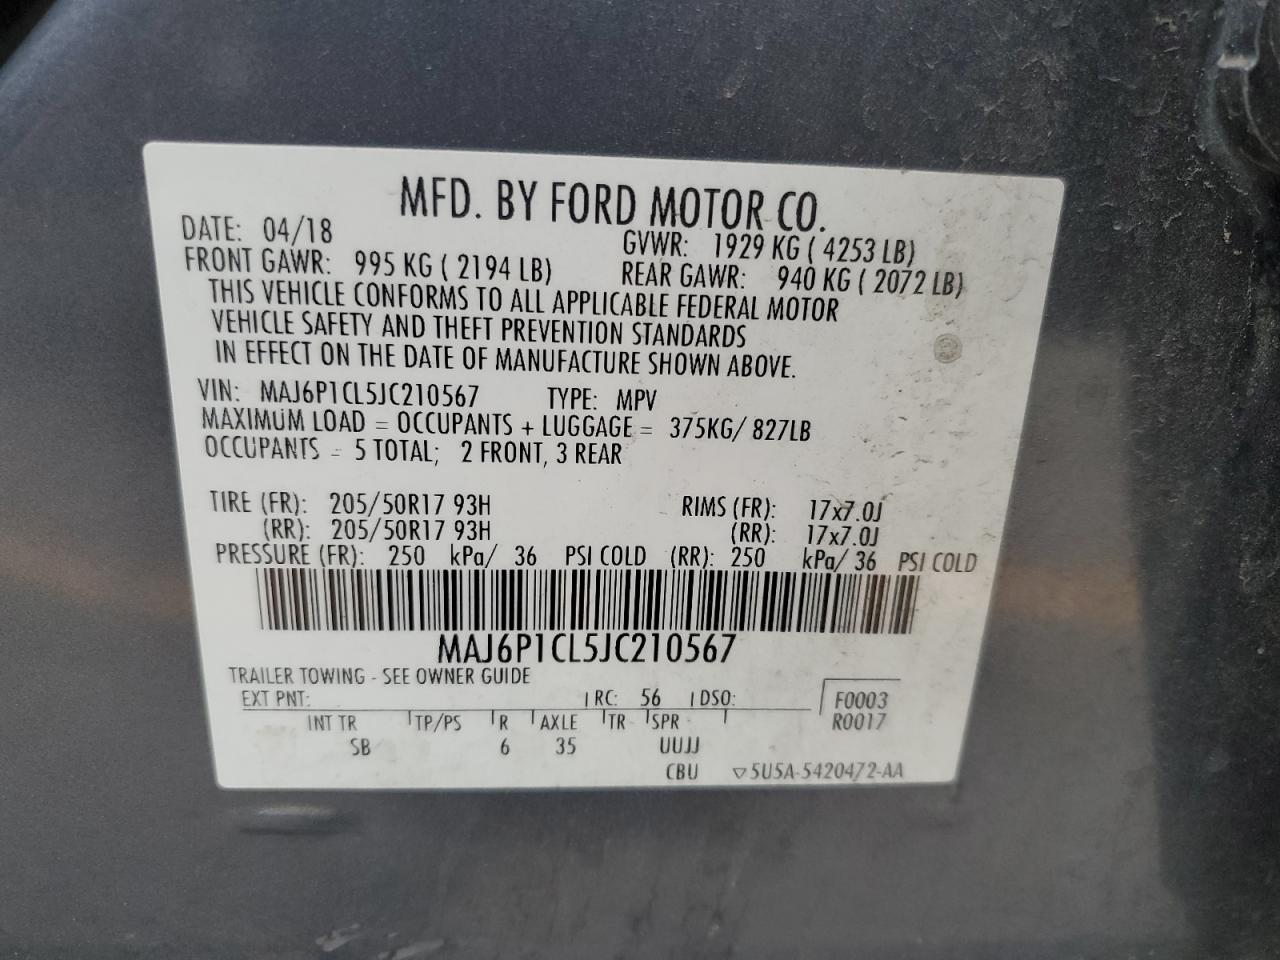 MFD. BY FORD MOTOR CO.
DATE: 04/18 GVWR: 1929 KG ( 4253 LB)
FRONT GAWR: 995 KG ( 2194 LB) REAR GAWR: 940 KG ( 2072 LB)
THIS VEHICLE CONFORMS TO ALL APPLICABLE FEDERAL MOTOR
VEHICLE SAFETY AND THEFT PREVENTION STANDARDS
IN EFFECT ON THE DATE OF MANUFACTURE SHOWN ABOVE.
VIN: MAJ6P1CL5JC210567 TYPE: MPV
MAXIMUM LOAD = OCCUPANTS + LUGGAGE = 375KG/ 827LB
OCCUPANTS = 5 TOTAL; 2 FRONT, 3 REAR
TIRE (FR): 205/50R17 93H RIMS (FR): 17x7.0J
(RR): 205/50R17 93H (RR): 17x7.0J
PRESSURE (FR): 250 kPa/ 36 PSI COLD (RR): 250 kPa/ 36 PSI COLD
MAJ6P1CL5JC210567
TRAILER TOWING - SEE OWNER GUIDE
EXT PNT: RC: 56 DSO: F0003
INT TR TP/PS R AXLE TR SPR R0017
SB 6 35 UUJJ
CBU ▽5U5A-5420472-AA